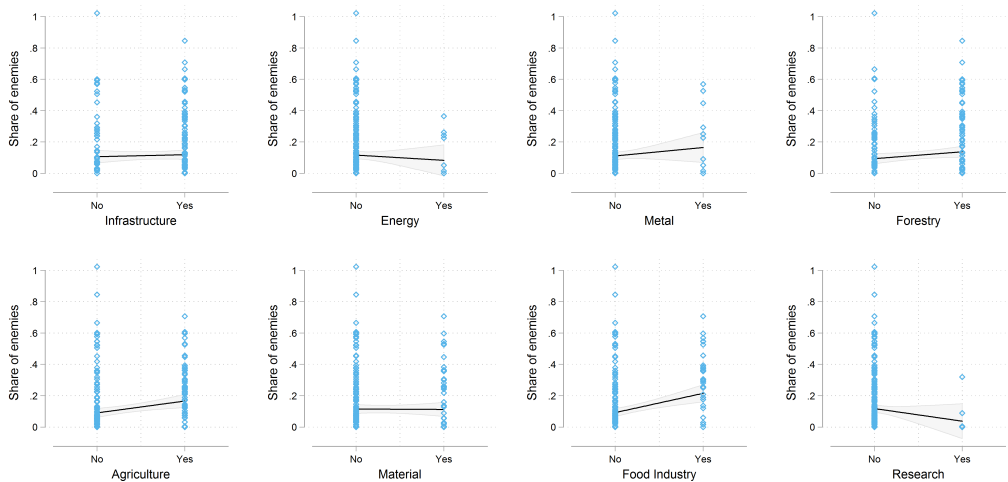 Share of enemies
1
.8
.6
.4
.2
0
No Yes
Infrastructure
Share of enemies
1
.8
.6
.4
.2
0
No Yes
Energy
Share of enemies
1
.8
.6
.4
.2
0
No Yes
Metal
Share of enemies
1
.8
.6
.4
.2
0
No Yes
Forestry
Share of enemies
1
.8
.6
.4
.2
0
No Yes
Agriculture
Share of enemies
1
.8
.6
.4
.2
0
No Yes
Material
Share of enemies
1
.8
.6
.4
.2
0
No Yes
Food Industry
Share of enemies
1
.8
.6
.4
.2
0
No Yes
Research